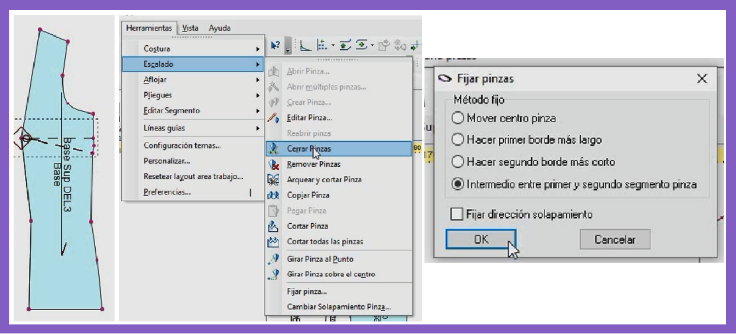 Base Sup DEL3
Base
Herramientas Vista Ayuda
Costura
Escalado
Aflojar
Pliegues
Editar Segmento
Líneas guias
Configuración temas...
Personalizar...
Resetear layout area trabajo...
Preferencias...
Abrir Pinza...
Abrir múltiples pinzas...
Crear Pinza...
Editar Pinza...
Reabrir pinza
Cerrar Pinzas
Remover Pinzas
Arquear y cortar Pinza
Copiar Pinza
Pegar Pinza
Cortar Pinza
Cortar todas las pinzas
Girar Pinza al Punto
Girar Pinza sobre el centro
Fijar pinza...
Cambiar Solapamiento Pinza...
Fijar pinzas
Método fijo
Mover centro pinza
Hacer primer borde más largo
Hacer segundo borde más corto
Intermedio entre primer y segundo segmento pinza
Fijar dirección solapamiento
OK Cancelar